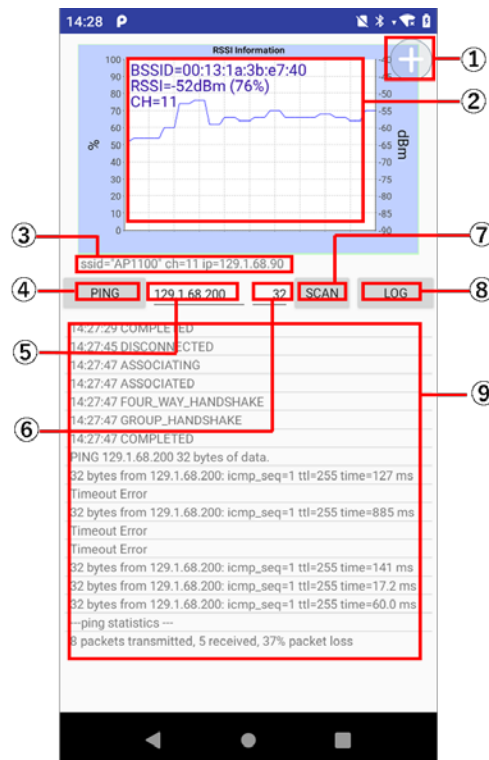 14:28
RSSI Information
100
90
80
70
60
50
40
30
20
10
0
%
BSSID=00:13:1a:3b:e7:40
RSSI=-52dBm (76%)
CH=11
-50
-55
-60
-65
-70
-75
-80
-85
-90
dBm
①
②
③
ssid="AP1100" ch=11 ip=129.1.68.90
⑦
④
PING
129.1.68.200
32
SCAN
LOG
⑧
⑤
⑥
⑨
14:27:29 COMPLETED
14:27:45 DISCONNECTED
14:27:47 ASSOCIATING
14:27:47 ASSOCIATED
14:27:47 FOUR_WAY_HANDSHAKE
14:27:47 GROUP_HANDSHAKE
14:27:47 COMPLETED
PING 129.1.68.200 32 bytes of data.
32 bytes from 129.1.68.200: icmp_seq=1 ttl=255 time=127 ms
Timeout Error
32 bytes from 129.1.68.200: icmp_seq=1 ttl=255 time=885 ms
Timeout Error
Timeout Error
32 bytes from 129.1.68.200: icmp_seq=1 ttl=255 time=141 ms
32 bytes from 129.1.68.200: icmp_seq=1 ttl=255 time=17.2 ms
32 bytes from 129.1.68.200: icmp_seq=1 ttl=255 time=60.0 ms
---ping statistics ---
8 packets transmitted, 5 received, 37% packet loss